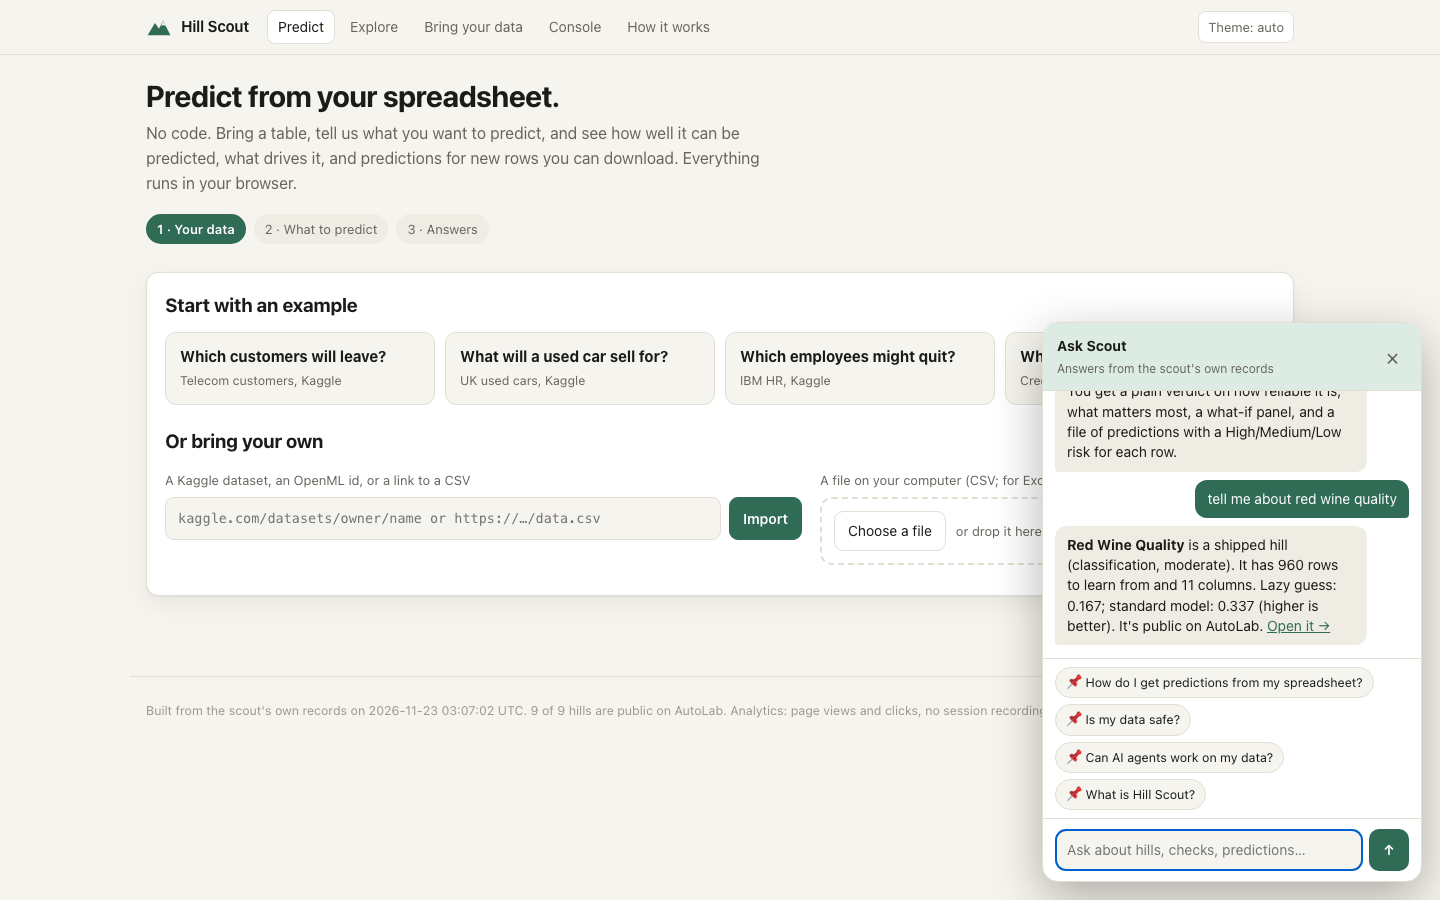 Hill Scout
Predict
Explore
Bring your data
Console
How it works
Theme: auto
Predict from your spreadsheet.
No code. Bring a table, tell us what you want to predict, and see how well it can be
predicted, what drives it, and predictions for new rows you can download. Everything
runs in your browser.
1 · Your data
2 · What to predict
3 · Answers
Start with an example
Which customers will leave?
Telecom customers, Kaggle
What will a used car sell for?
UK used cars, Kaggle
Which employees might quit?
IBM HR, Kaggle
Or bring your own
A Kaggle dataset, an OpenML id, or a link to a CSV
kaggle.com/datasets/owner/name or https://…/data.csv
Import
A file on your computer (CSV; for
Choose a file
or drop it here
Built from the scout's own records on 2026-11-23 03:07:02 UTC. 9 of 9 hills are public on AutoLab. Analytics: page views and clicks, no session recording
Ask Scout
Answers from the scout's own records
You get a plain verdict on how reliable it is,
what matters most, a what-if panel, and a
file of predictions with a High/Medium/Low
risk for each row.
tell me about red wine quality
Red Wine Quality is a shipped hill
(classification, moderate). It has 960 rows
to learn from and 11 columns. Lazy guess:
0.167; standard model: 0.337 (higher is
better). It's public on AutoLab. Open it →
📌 How do I get predictions from my spreadsheet?
📌 Is my data safe?
📌 Can AI agents work on my data?
📌 What is Hill Scout?
Ask about hills, checks, predictions…